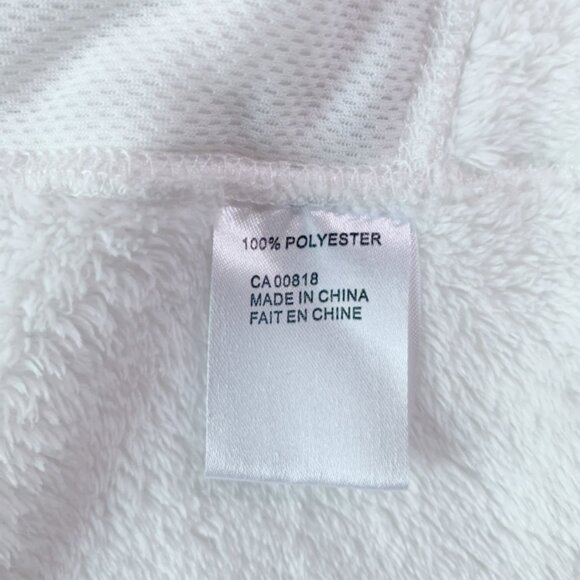 100% POLYESTER
CA 00818
MADE IN CHINA
FAIT EN CHINE